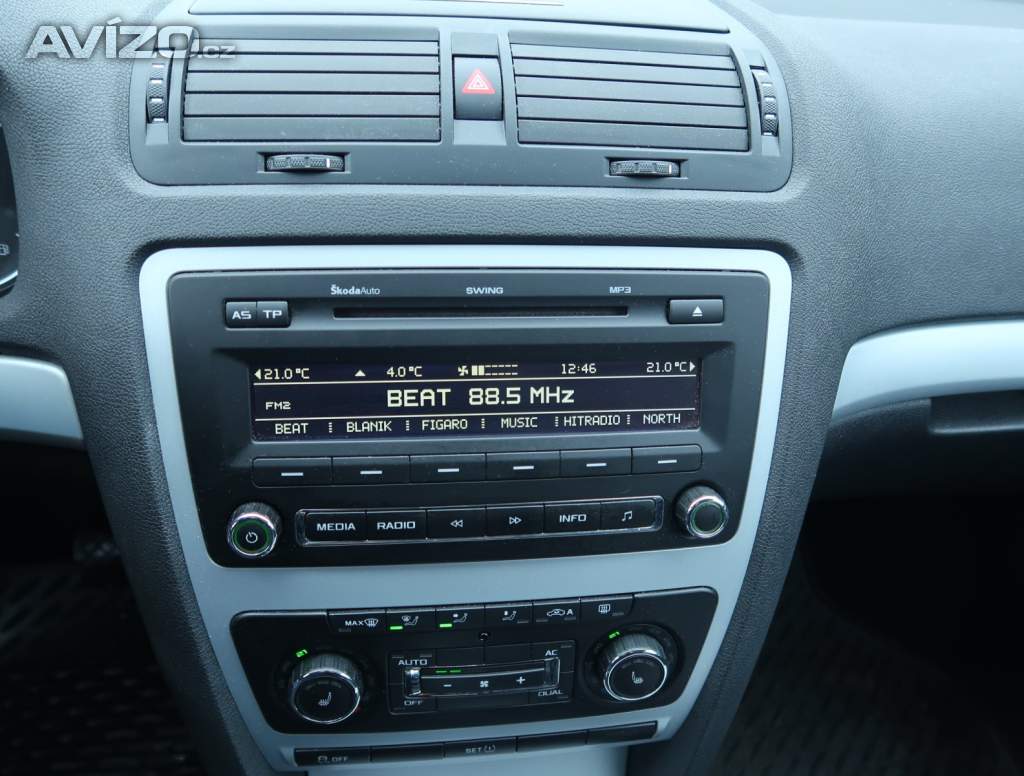 AVÍZO.cz
ŠkodaAuto SWING MP3
AS TP
21.0°C 4.0°C 12:46 21.0°C
FM2 BEAT 88.5 MHz
BEAT BLANIK FIGARO MUSIC HITRADIO NORTH
MEDIA RADIO INFO
MAX A
AUTO AC
OFF DUAL
OFF SET